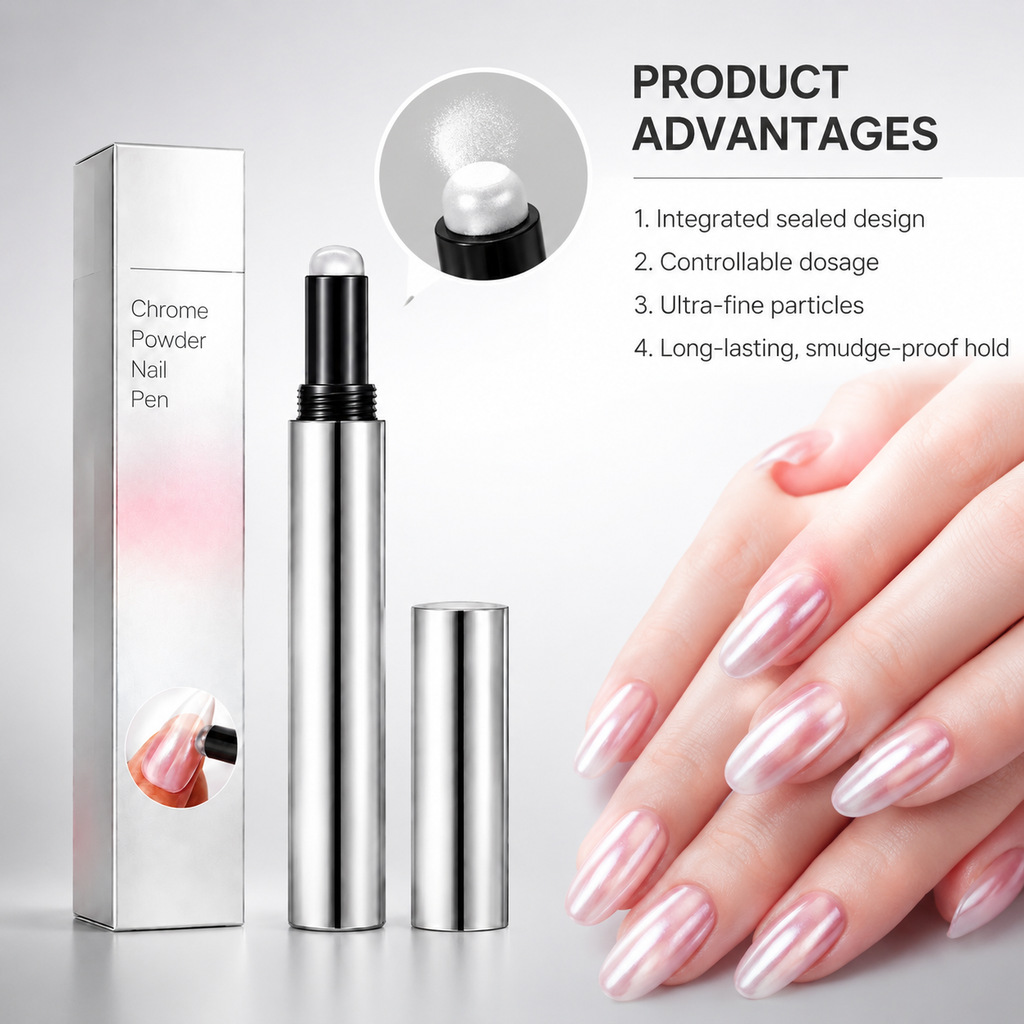 PRODUCT
ADVANTAGES
1. Integrated sealed design
2. Controllable dosage
3. Ultra-fine particles
4. Long-lasting, smudge-proof hold
Chrome
Powder
Nail
Pen